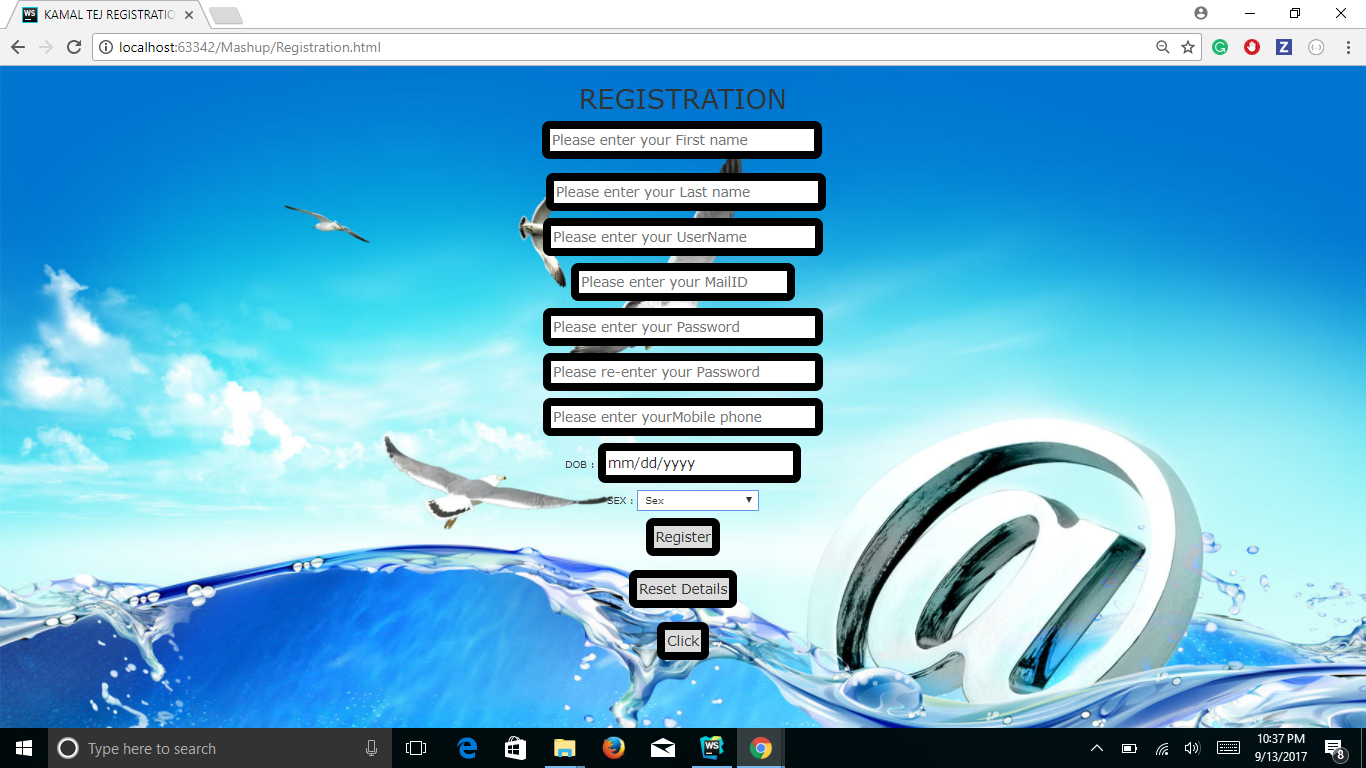 WS KAMAL TEJ REGISTRATIO
localhost:63342/Mashup/Registration.html
REGISTRATION
Please enter your First name
Please enter your Last name
Please enter your UserName
Please enter your MailID
Please enter your Password
Please re-enter your Password
Please enter yourMobile phone
DOB : mm/dd/yyyy
SEX : Sex
Register
Reset Details
Click
Type here to search
WS
10:37 PM
9/13/2017
8